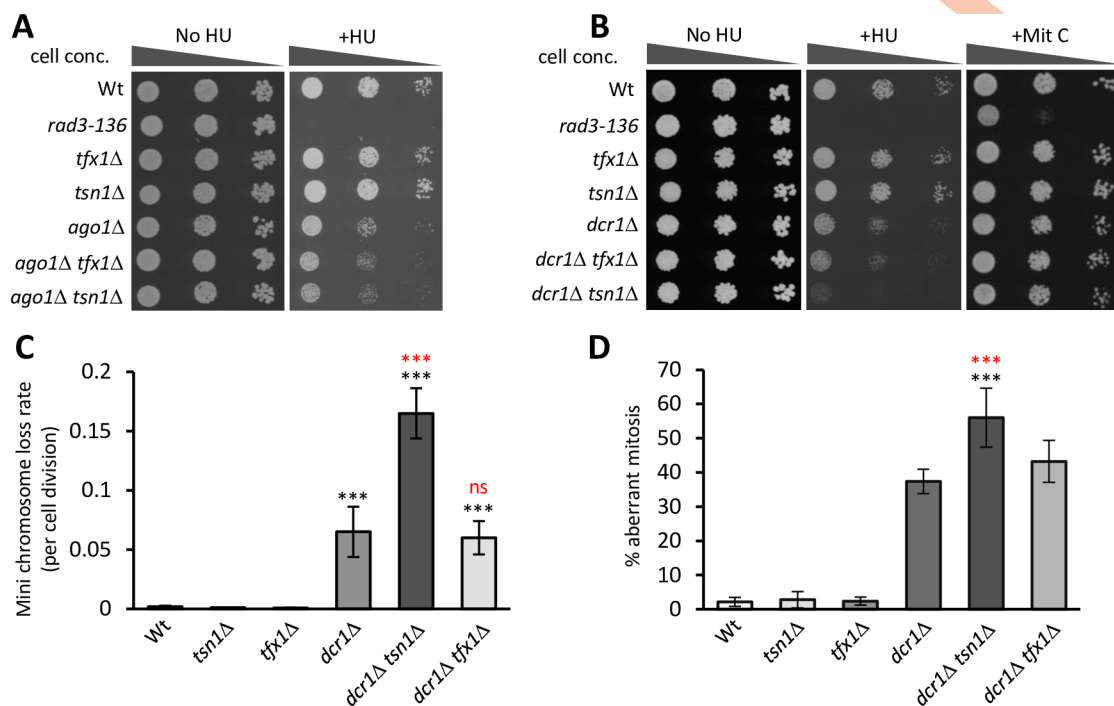 A
No HU
+HU
cell conc.
Wt
rad3-136
tfx1Δ
tsn1Δ
ago1Δ
ago1Δ tfx1Δ
ago1Δ tsn1Δ
B
No HU
+HU
+Mit C
cell conc.
Wt
rad3-136
tfx1Δ
tsn1Δ
dcr1Δ
dcr1Δ tfx1Δ
dcr1Δ tsn1Δ
C
Mini chromosome loss rate
(per cell division)
0.2
0.15
0.1
0.05
0
***
***
***
ns
***
Wt
tsn1Δ
tfx1Δ
dcr1Δ
dcr1Δ tsn1Δ
dcr1Δ tfx1Δ
D
% aberrant mitosis
70
60
50
40
30
20
10
0
***
***
Wt
tsn1Δ
tfx1Δ
dcr1Δ
dcr1Δ tsn1Δ
dcr1Δ tfx1Δ